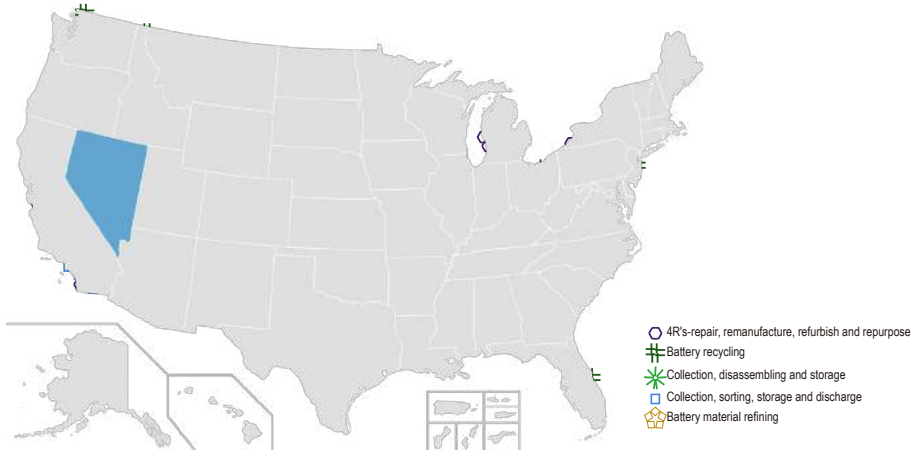 4R's-repair, remanufacture, refurbish and repurpose
Battery recycling
Collection, disassembling and storage
Collection, sorting, storage and discharge
Battery material refining